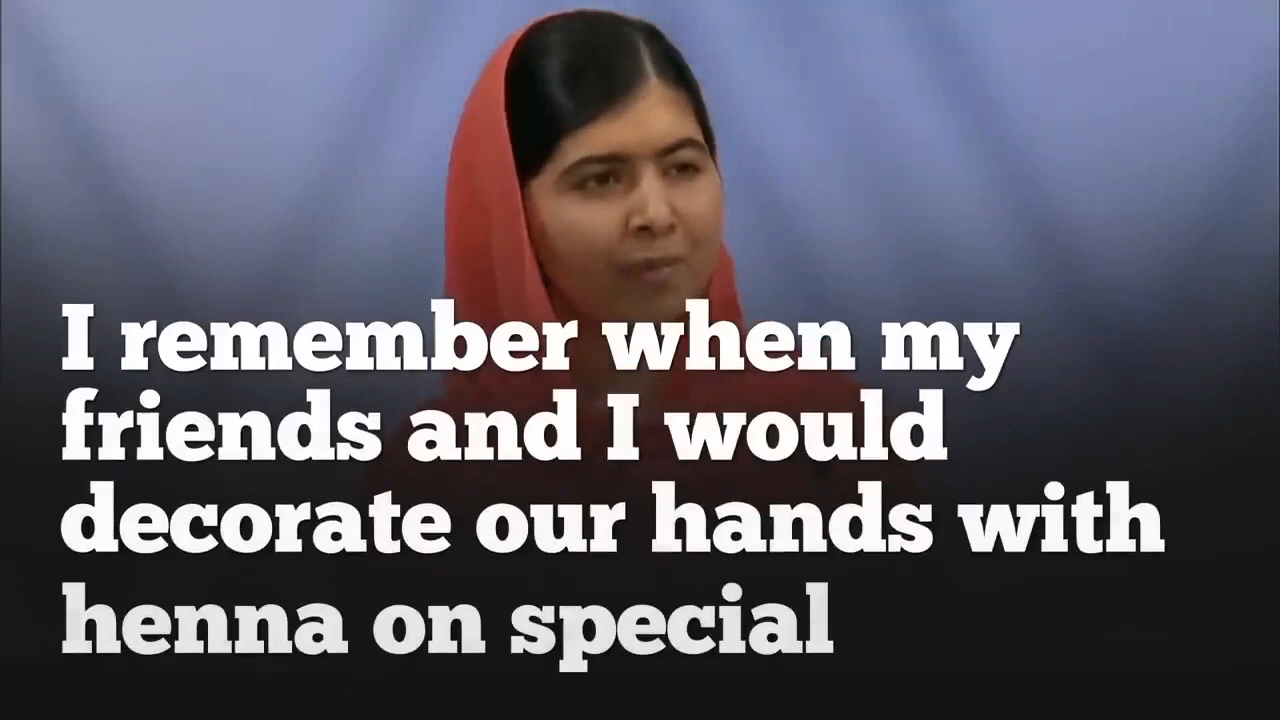 I remember when my
friends and I would
decorate our hands with
henna on special